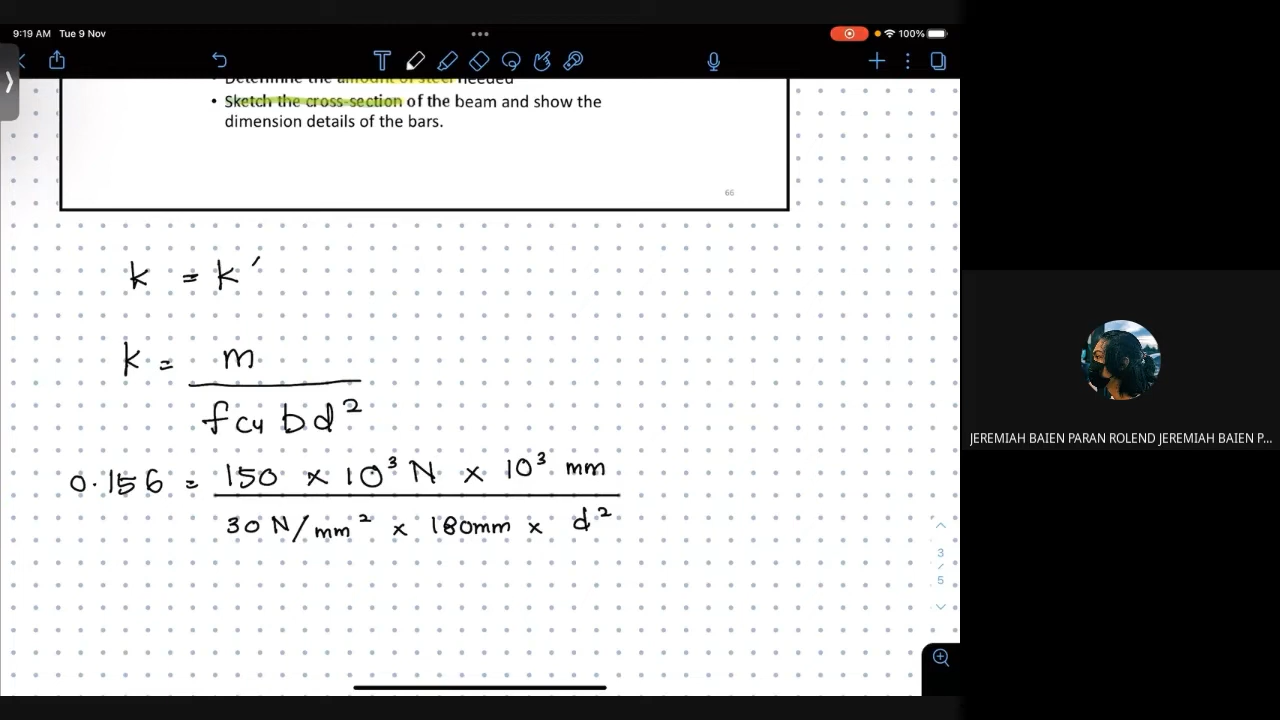 9:19 AM Tue 9 Nov
100%
• Determine the amount of steel needed
• Sketch the cross-section of the beam and show the
dimension details of the bars.
66
k = k'
k = m
fcu bd²
0.156 = 150 × 10³ N × 10³ mm
30 N/mm² × 180mm × d²
3
/
5
JEREMIAH BAIEN PARAN ROLEND JEREMIAH BAIEN P...